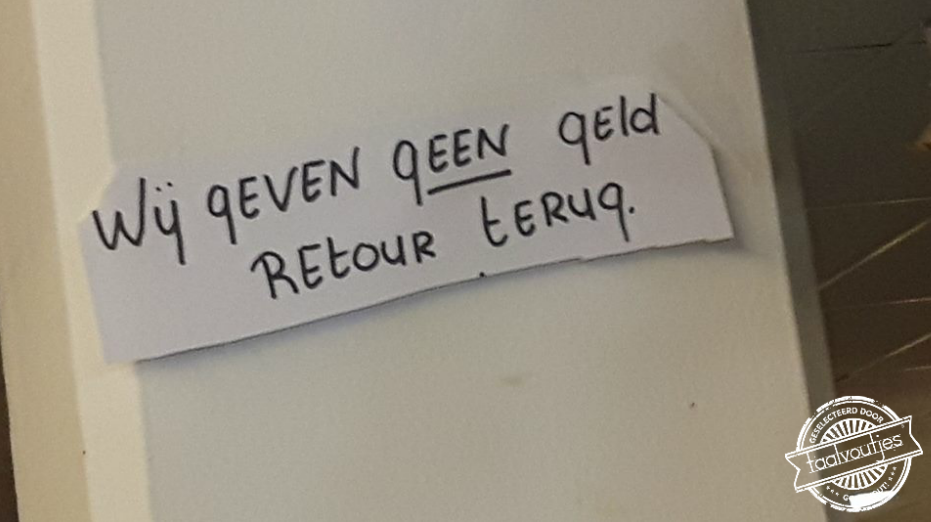 Wij gEVEN gEEN gEld
REtouR tERug.
GESELECTEERD DOOR
taalvoutjes